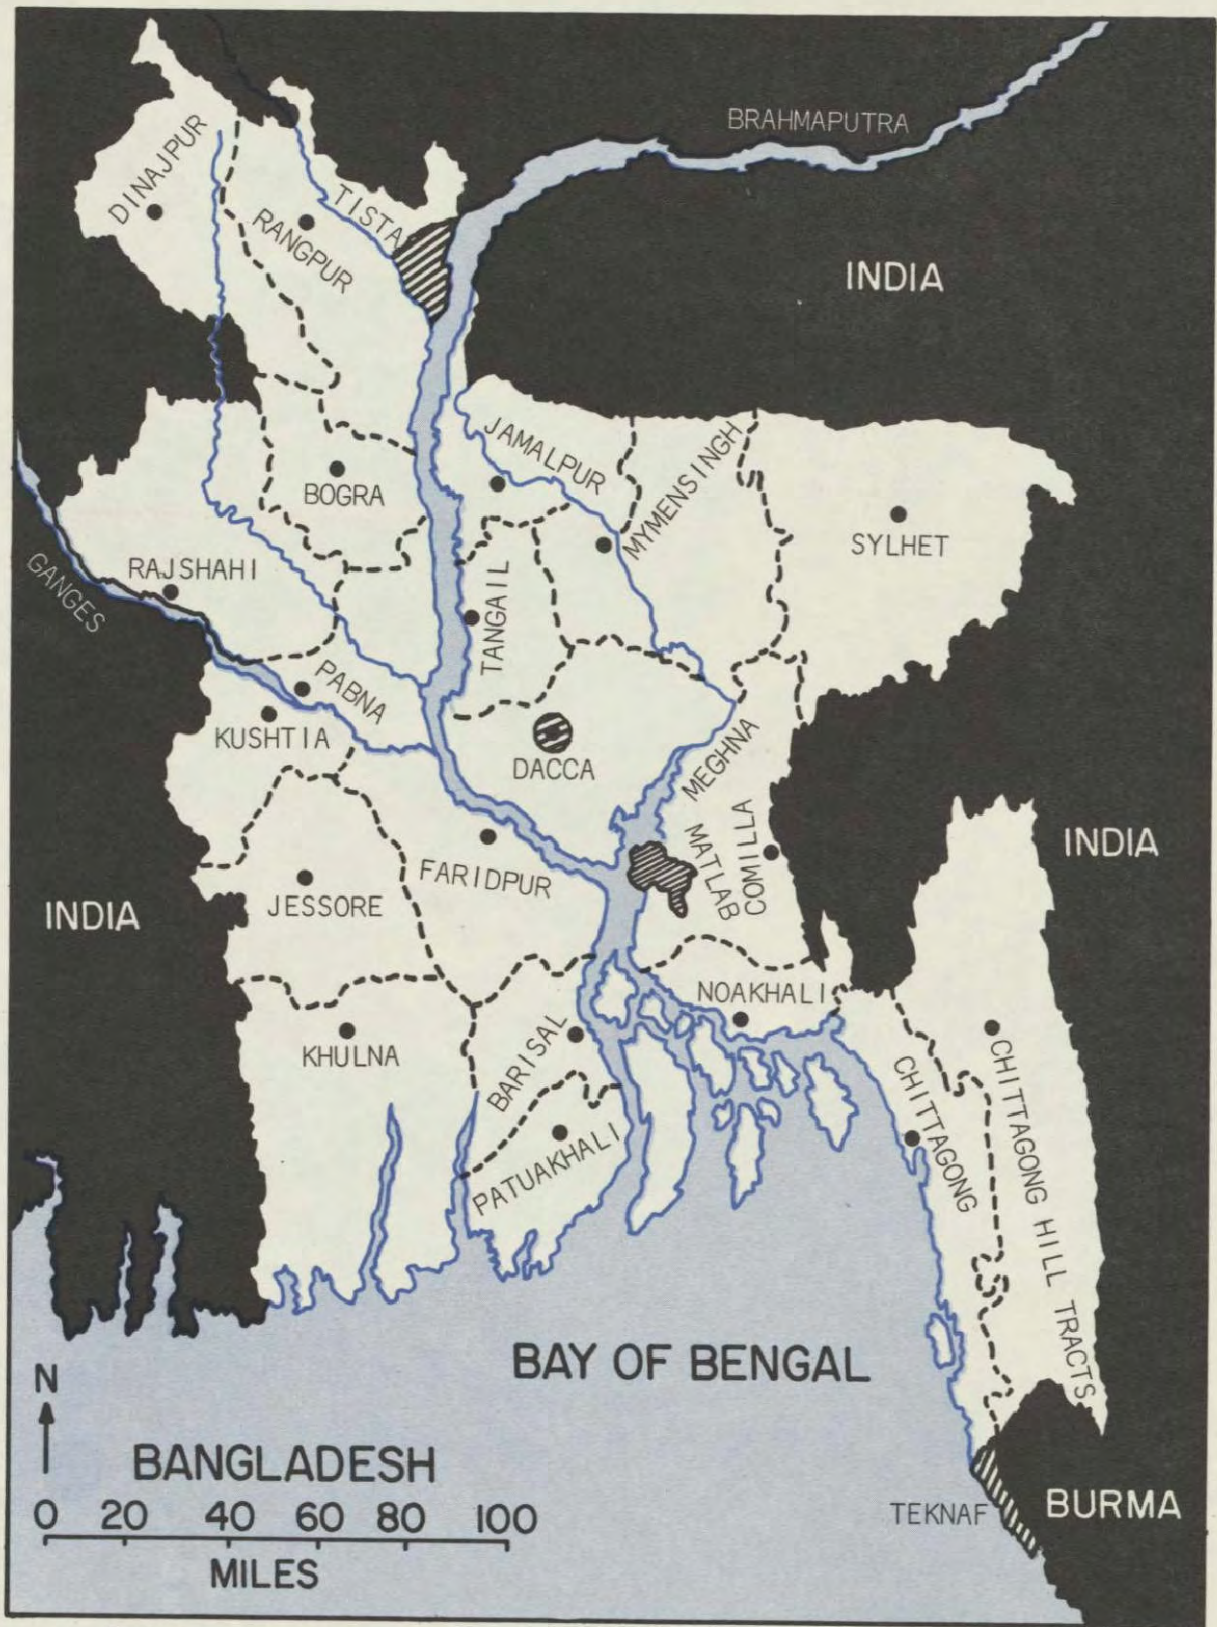 BRAHMAPUTRA
DINAJPUR
TISTA
RANGPUR
INDIA
JAMALPUR
MYMENSINGH
BOGRA
SYLHET
RAJSHAHI
GANGES
TANGAIL
PABNA
KUSHTIA
DACCA
MEGHNA
MATLAB
COMILLA
INDIA
FARIDPUR
JESSORE
INDIA
NOAKHALI
BARISAL
KHULNA
CHITTAGONG
CHITTAGONG HILL TRACTS
PATUAKHALI
BAY OF BENGAL
N
BANGLADESH
0 20 40 60 80 100
MILES
TEKNAF
BURMA